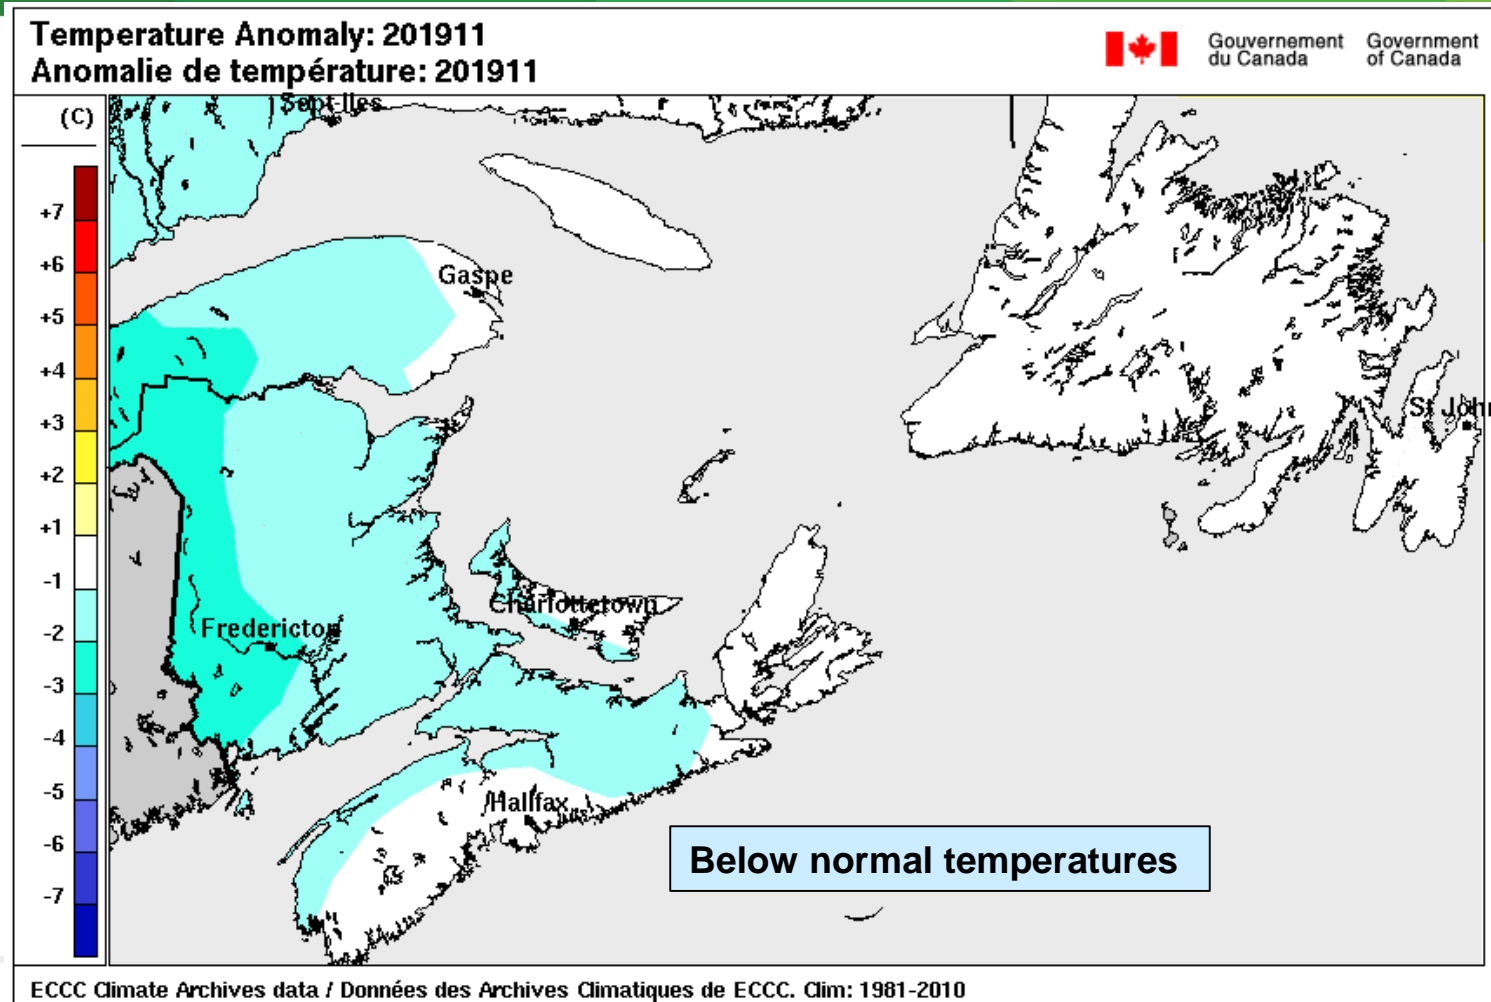 Temperature Anomaly: 201911
Anomalie de température: 201911
Gouvernement du Canada
Government of Canada
(C)
+7
+6
+5
+4
+3
+2
+1
-1
-2
-3
-4
-5
-6
-7
Sept-Iles
Gaspe
St John
Charlottetown
Fredericton
Halifax
Below normal temperatures
ECCC Climate Archives data / Données des Archives Climatiques de ECCC. Clim: 1981-2010